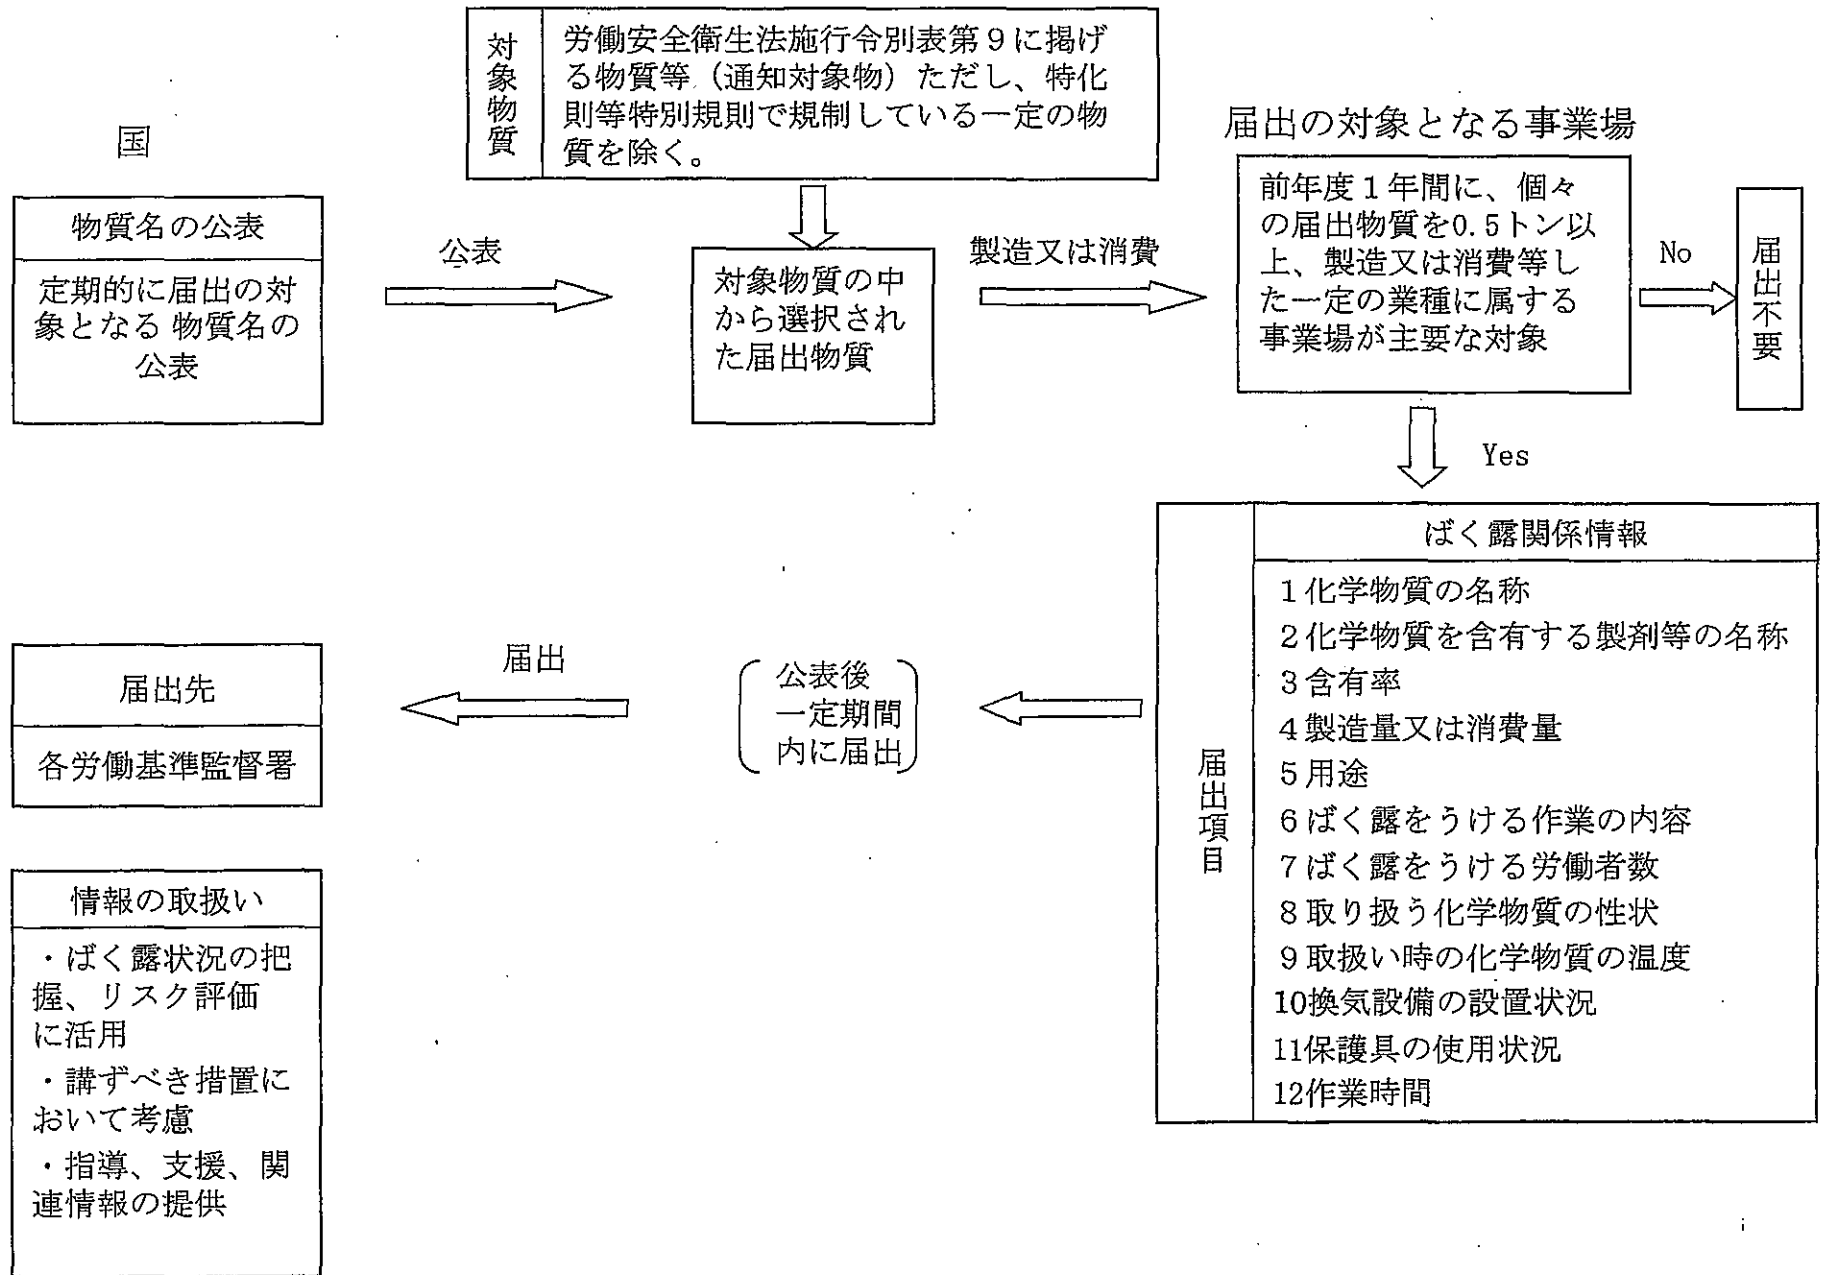 対象物質
労働安全衛生法施行令別表第９に掲げ
る物質等（通知対象物）ただし、特化
則等特別規則で規制している一定の物
質を除く。
国
物質名の公表
定期的に届出の対
象となる 物質名の
公表
公表
対象物質の中
から選択され
た届出物質
製造又は消費
届出の対象となる事業場
前年度１年間に、個々
の届出物質を0.5トン以
上、製造又は消費等し
た一定の業種に属する
事業場が主要な対象
No
届出不要
Yes
届出項目
ばく露関係情報
１化学物質の名称
２化学物質を含有する製剤等の名称
３含有率
４製造量又は消費量
５用途
６ばく露をうける作業の内容
７ばく露をうける労働者数
８取り扱う化学物質の性状
９取扱い時の化学物質の温度
10換気設備の設置状況
11保護具の使用状況
12作業時間
公表後
一定期間
内に届出
届出
届出先
各労働基準監督署
情報の取扱い
・ばく露状況の把
握、リスク評価
に活用
・講ずべき措置に
おいて考慮
・指導、支援、関
連情報の提供